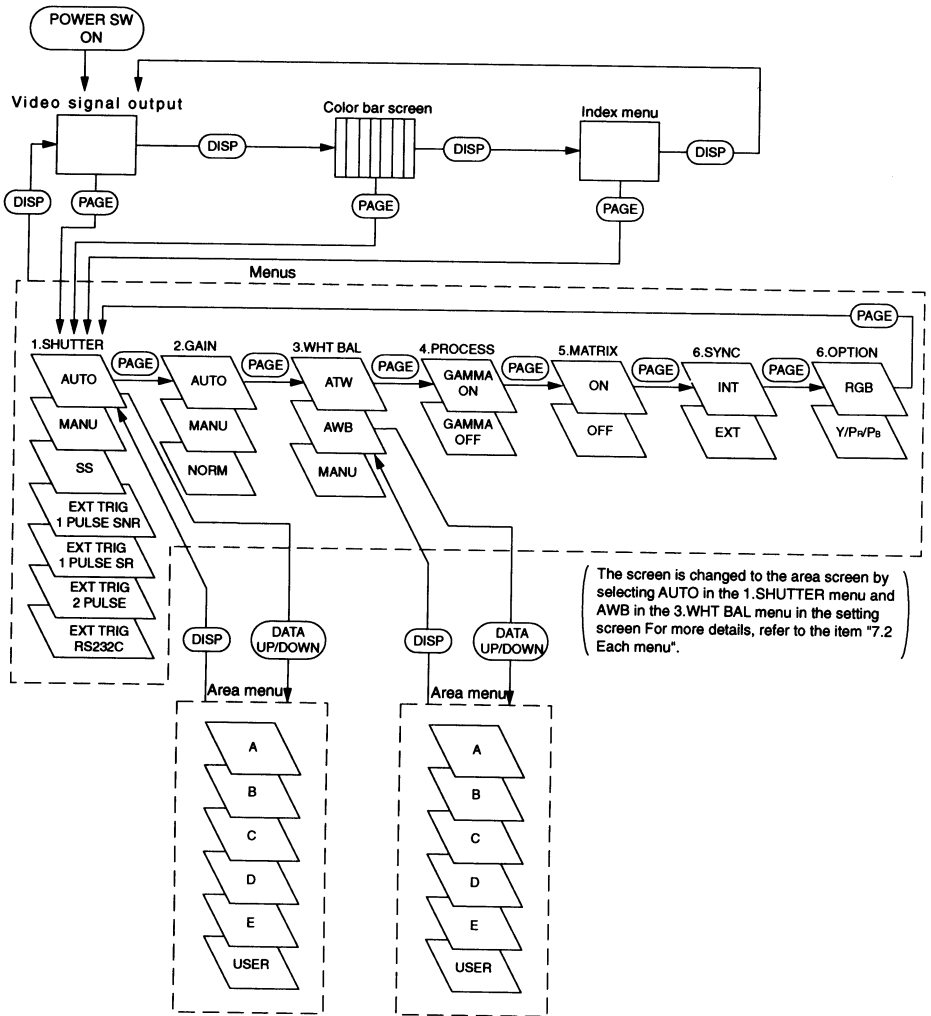 POWER SW
ON
Video signal output
Color bar screen
Index menu
DISP
DISP
DISP
DISP
PAGE
PAGE
PAGE
Menus
PAGE
1.SHUTTER
2.GAIN
3.WHT BAL
4.PROCESS
5.MATRIX
6.SYNC
6.OPTION
PAGE
PAGE
PAGE
PAGE
PAGE
PAGE
AUTO
MANU
SS
EXT TRIG
1 PULSE SNR
EXT TRIG
1 PULSE SR
EXT TRIG
2 PULSE
EXT TRIG
RS232C
AUTO
MANU
NORM
ATW
AWB
MANU
GAMMA
ON
GAMMA
OFF
ON
OFF
INT
EXT
RGB
Y/PR/PB
The screen is changed to the area screen by
selecting AUTO in the 1.SHUTTER menu and
AWB in the 3.WHT BAL menu in the setting
screen For more details, refer to the item "7.2
Each menu".
DISP
DATA
UP/DOWN
DISP
DATA
UP/DOWN
Area menu
A
B
C
D
E
USER
Area menu
A
B
C
D
E
USER